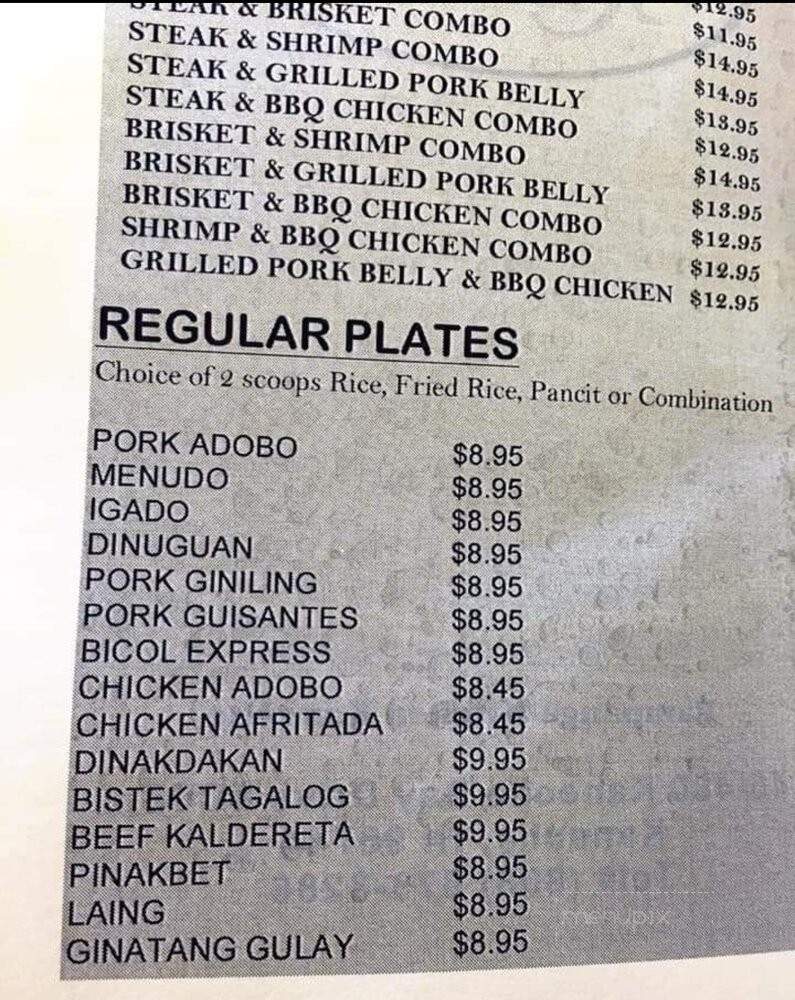 $12.95
$11.95
STEAK & BRISKET COMBO $14.95
STEAK & SHRIMP COMBO $14.95
STEAK & GRILLED PORK BELLY $13.95
STEAK & BBQ CHICKEN COMBO $12.95
BRISKET & SHRIMP COMBO $14.95
BRISKET & GRILLED PORK BELLY $13.95
BRISKET & BBQ CHICKEN COMBO $12.95
SHRIMP & BBQ CHICKEN COMBO $12.95
GRILLED PORK BELLY & BBQ CHICKEN $12.95
REGULAR PLATES
Choice of 2 scoops Rice, Fried Rice, Pancit or Combination
PORK ADOBO $8.95
MENUDO $8.95
IGADO $8.95
DINUGUAN $8.95
PORK GINILING $8.95
PORK GUISANTES $8.95
BICOL EXPRESS $8.95
CHICKEN ADOBO $8.45
CHICKEN AFRITADA $8.45
DINAKDAKAN $9.95
BISTEK TAGALOG $9.95
BEEF KALDERETA $9.95
PINAKBET $8.95
LAING $8.95
GINATANG GULAY $8.95
menupix